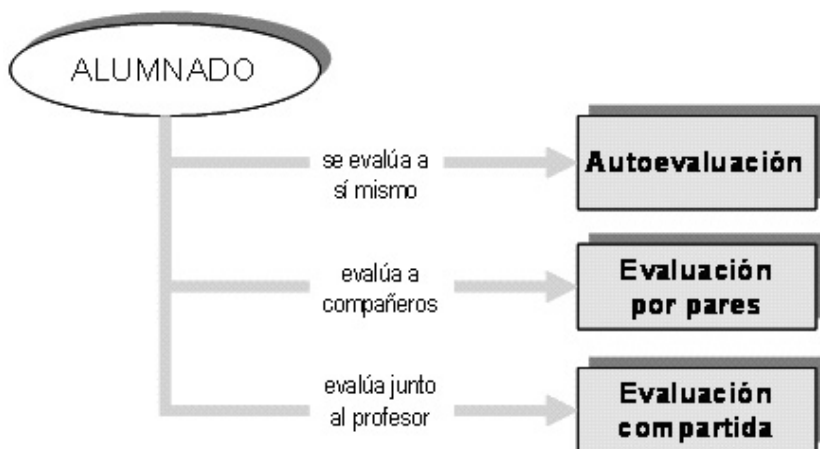 ALUMNADO
se evalúa a
sí mismo
Autoevaluación
evalúa a
compañeros
Evaluación
por pares
evalúa junto
al profesor
Evaluación
compartida